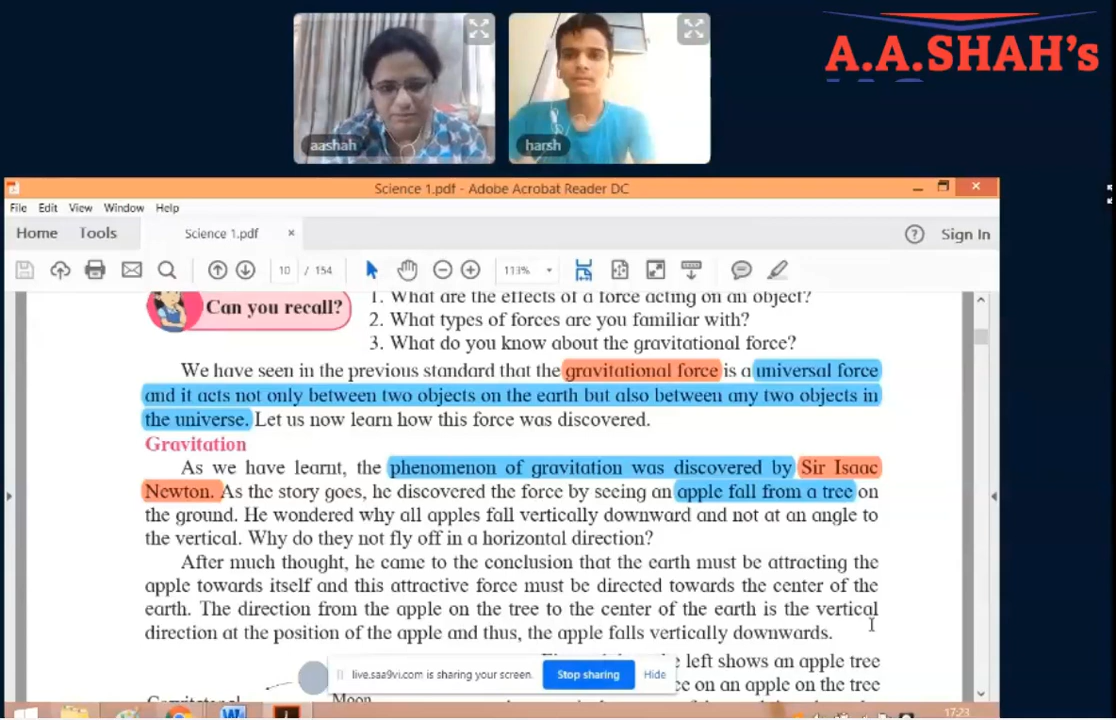 A.A.SHAH's
aashah
harsh
Science 1.pdf - Adobe Acrobat Reader DC
File Edit View Window Help
Home Tools Science 1.pdf × ? Sign In
10 / 154 113%
Can you recall?
1. What are the effects of a force acting on an object?
2. What types of forces are you familiar with?
3. What do you know about the gravitational force?
We have seen in the previous standard that the gravitational force is a universal force
and it acts not only between two objects on the earth but also between any two objects in
the universe. Let us now learn how this force was discovered.
Gravitation
As we have learnt, the phenomenon of gravitation was discovered by Sir Isaac
Newton. As the story goes, he discovered the force by seeing an apple fall from a tree on
the ground. He wondered why all apples fall vertically downward and not at an angle to
the vertical. Why do they not fly off in a horizontal direction?
After much thought, he came to the conclusion that the earth must be attracting the
apple towards itself and this attractive force must be directed towards the center of the
earth. The direction from the apple on the tree to the center of the earth is the vertical
direction at the position of the apple and thus, the apple falls vertically downwards.
left shows an apple tree
live.saa9vi.com is sharing your screen. Stop sharing Hide
on an apple on the tree
Moon
17:23